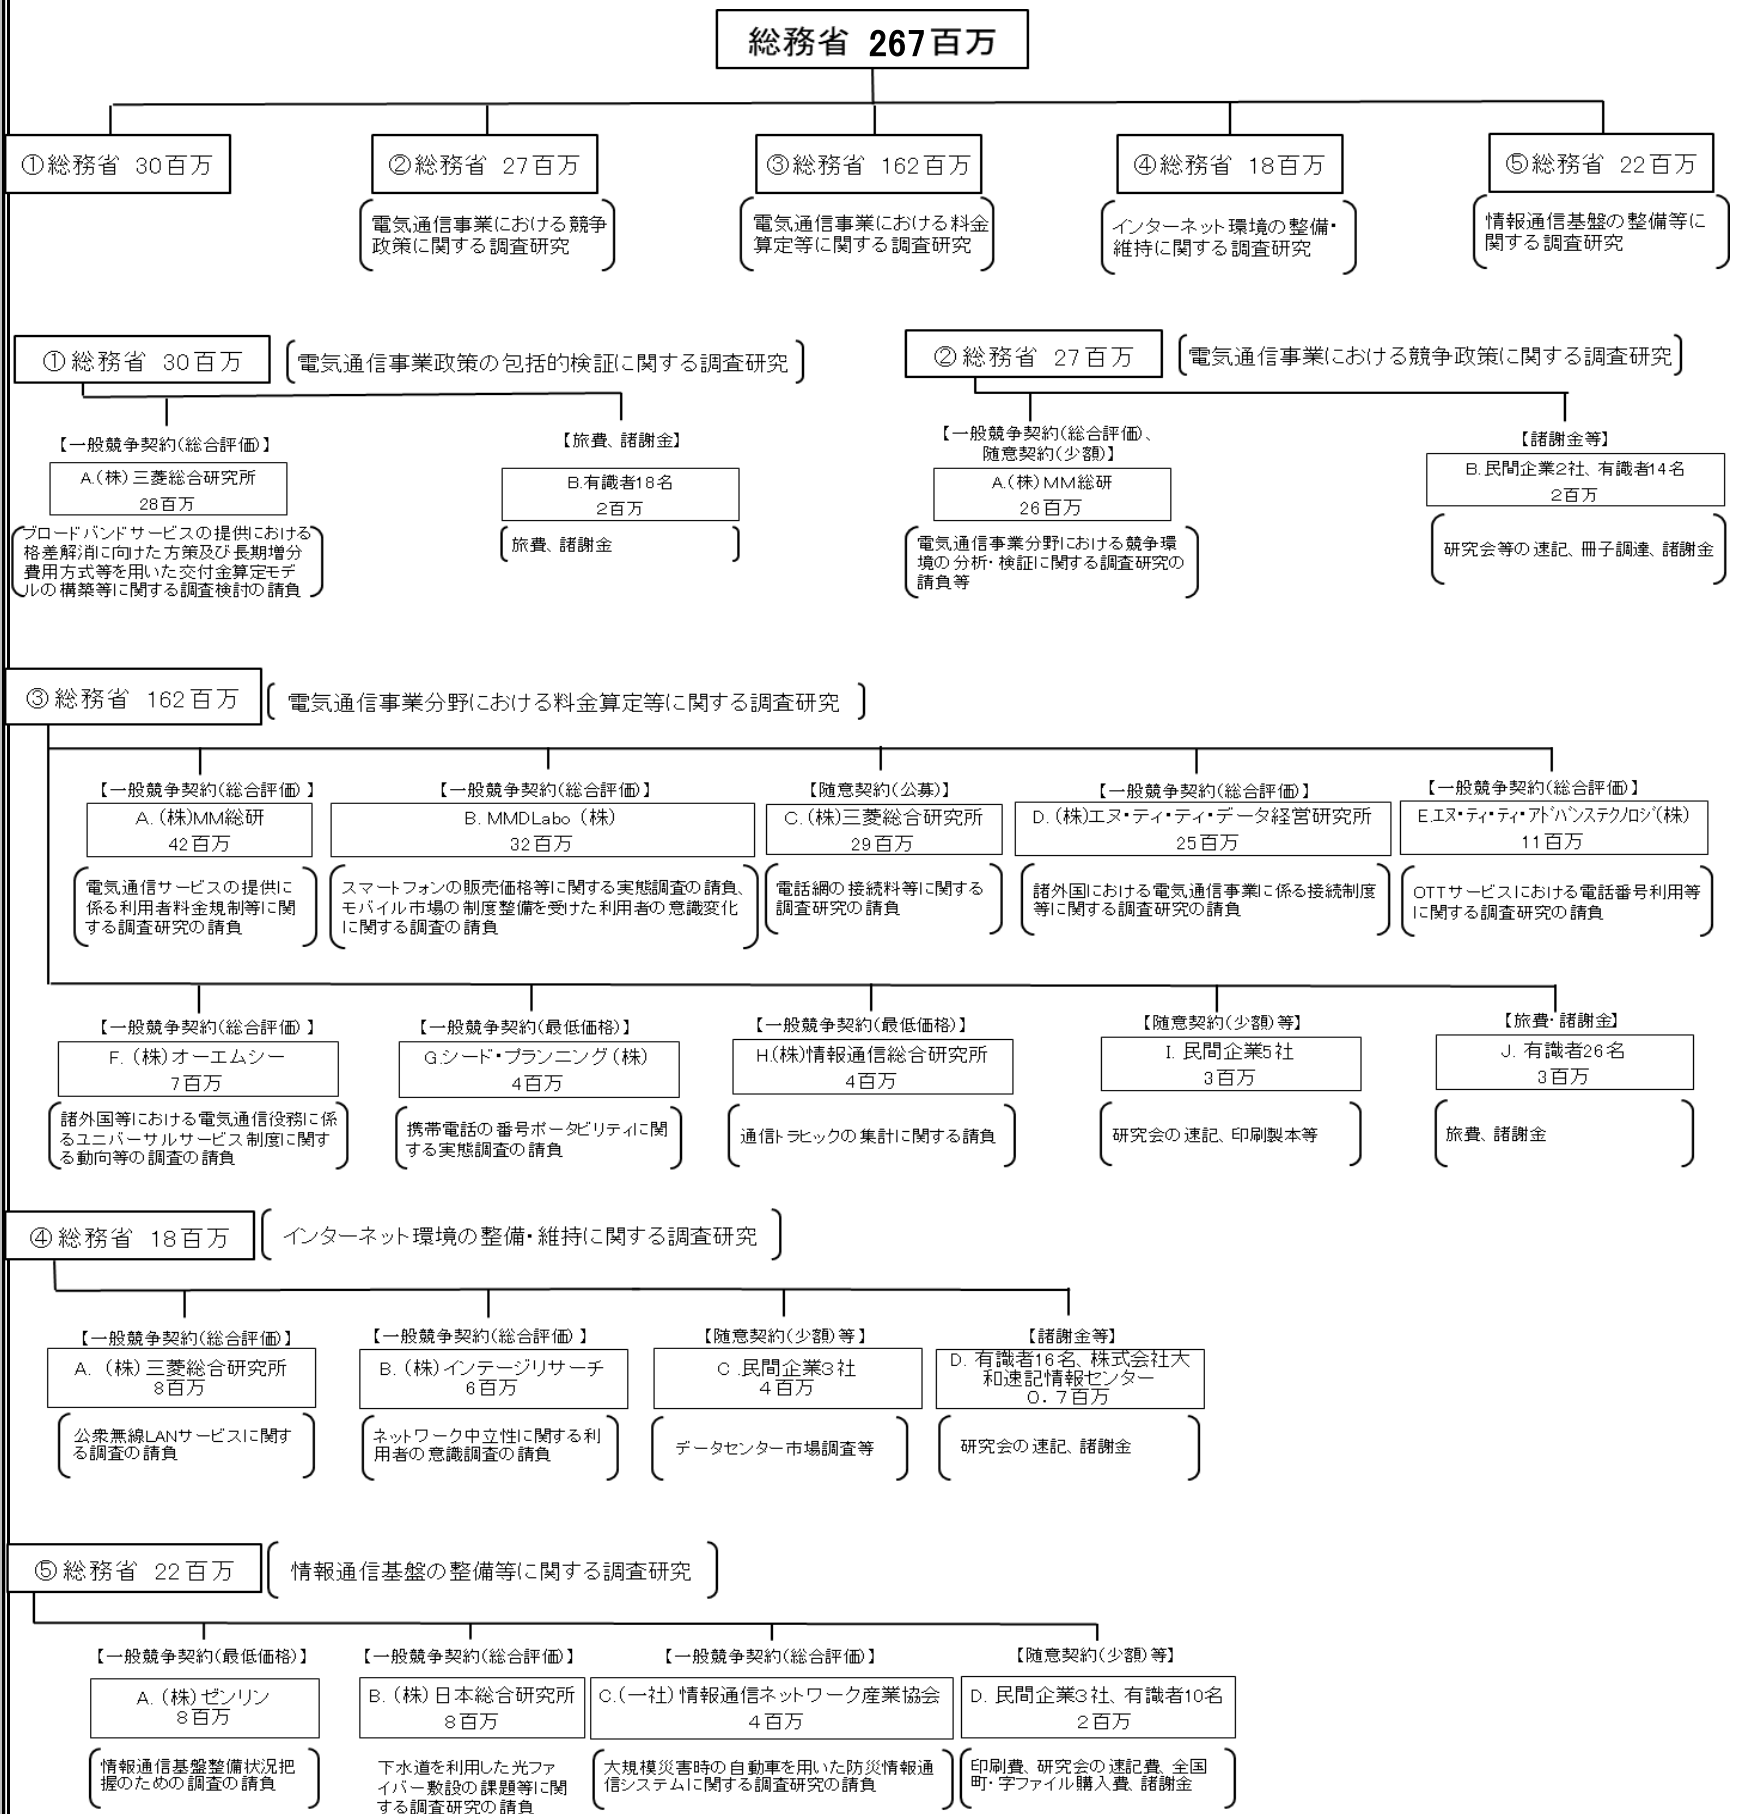 総務省 267百万
①総務省 30百万
②総務省 27百万
③総務省 162百万
④総務省 18百万
⑤総務省 22百万
電気通信事業における競争
政策に関する調査研究
電気通信事業における料金
算定等に関する調査研究
インターネット環境の整備・
維持に関する調査研究
情報通信基盤の整備等に
関する調査研究
①総務省 30百万
電気通信事業政策の包括的検証に関する調査研究
【一般競争契約(総合評価)】
A.(株)三菱総合研究所
28百万
ブロードバンドサービスの提供における
格差解消に向けた方策及び長期増分
費用方式等を用いた交付金算定モデ
ルの構築等に関する調査検討の請負
【旅費、諸謝金】
B.有識者18名
2百万
旅費、諸謝金
②総務省 27百万
電気通信事業における競争政策に関する調査研究
【一般競争契約(総合評価)、
随意契約(少額)】
A.(株)MM総研
26百万
電気通信事業分野における競争環
境の分析・検証に関する調査研究の
請負等
【諸謝金等】
B.民間企業2社、有識者14名
2百万
研究会等の速記、冊子調達、諸謝金
③総務省 162百万
電気通信事業分野における料金算定等に関する調査研究
【一般競争契約(総合評価)】
A.(株)MM総研
42百万
電気通信サービスの提供に
係る利用者料金規制等に関
する調査研究の請負
【一般競争契約(総合評価)】
B. MMDLabo (株)
32百万
スマートフォンの販売価格等に関する実態調査の請負、
モバイル市場の制度整備を受けた利用者の意識変化
に関する調査の請負
【随意契約(公募)】
C.(株)三菱総合研究所
29百万
電話網の接続料等に関する
調査研究の請負
【一般競争契約(総合評価)】
D.(株)エヌ・ティ・ティ・データ経営研究所
25百万
諸外国における電気通信事業に係る接続制度
等に関する調査研究の請負
【一般競争契約(総合評価)】
E.エヌ・ティ・ティ・アドバンステクノロジ(株)
11百万
OTTサービスにおける電話番号利用等
に関する調査研究の請負
【一般競争契約(総合評価)】
F.(株)オーエムシー
7百万
諸外国等における電気通信役務に係
るユニバーサルサービス制度に関す
る動向等の調査の請負
【一般競争契約(最低価格)】
G.シード・プランニング(株)
4百万
携帯電話の番号ポータビリティに関
する実態調査の請負
【一般競争契約(最低価格)】
H.(株)情報通信総合研究所
4百万
通信トラヒックの集計に関する請負
【随意契約(少額)等】
I. 民間企業5社
3百万
研究会の速記、印刷製本等
【旅費・諸謝金】
J. 有識者26名
3百万
旅費、諸謝金
④総務省 18百万
インターネット環境の整備・維持に関する調査研究
【一般競争契約(総合評価)】
A. (株)三菱総合研究所
8百万
公衆無線LANサービスに関す
る調査の請負
【一般競争契約(総合評価)】
B.(株)インテージリサーチ
6百万
ネットワーク中立性に関する利
用者の意識調査の請負
【随意契約(少額)等】
C.民間企業3社
4百万
データセンター市場調査等
【諸謝金等】
D. 有識者16名、株式会社大
和速記情報センター
0.7百万
研究会の速記、諸謝金
⑤総務省 22百万
情報通信基盤の整備等に関する調査研究
【一般競争契約(最低価格)】
A.(株)ゼンリン
8百万
情報通信基盤整備状況把
握のための調査の請負
【一般競争契約(総合評価)】
B.(株)日本総合研究所
8百万
下水道を利用した光ファ
イバー敷設の課題等に関
する調査研究の請負
【一般競争契約(総合評価)】
C.(一社)情報通信ネットワーク産業協会
4百万
大規模災害時の自動車を用いた防災情報通
信システムに関する調査研究の請負
【随意契約(少額)等】
D. 民間企業3社、有識者10名
2百万
印刷費、研究会の速記費、全国
町・字ファイル購入費、諸謝金